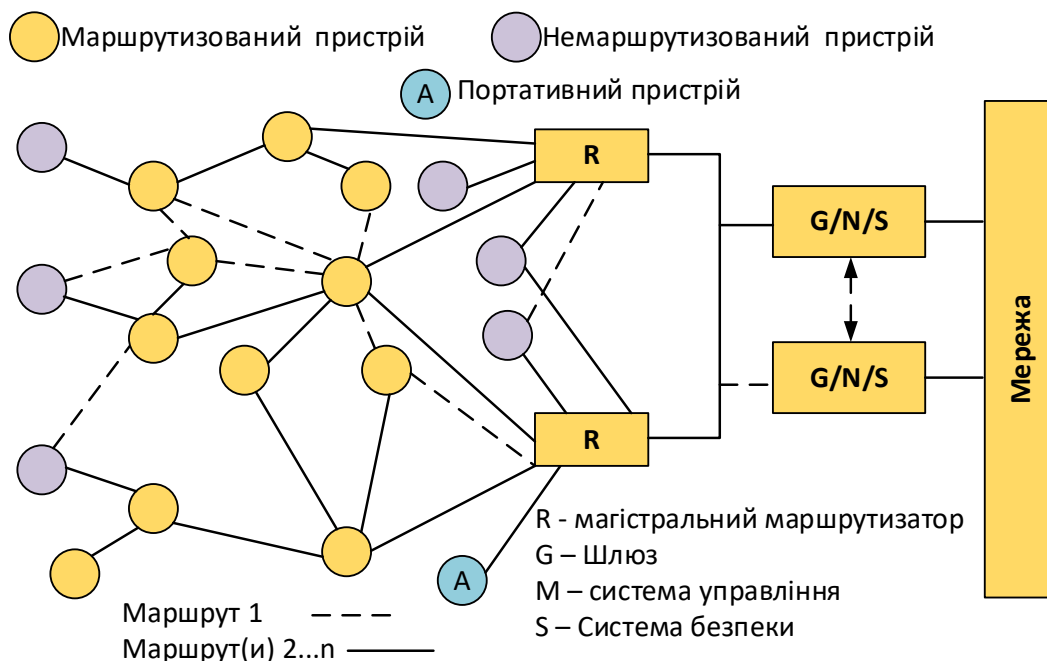 Маршрутизований пристрій
Немаршрутизований пристрій
A
Портативний пристрій
R
G/N/S
G/N/S
Мережа
R
A
R - магістральний маршрутизатор
G – Шлюз
M – система управління
S – Система безпеки
Маршрут 1
Маршрут(и) 2...n